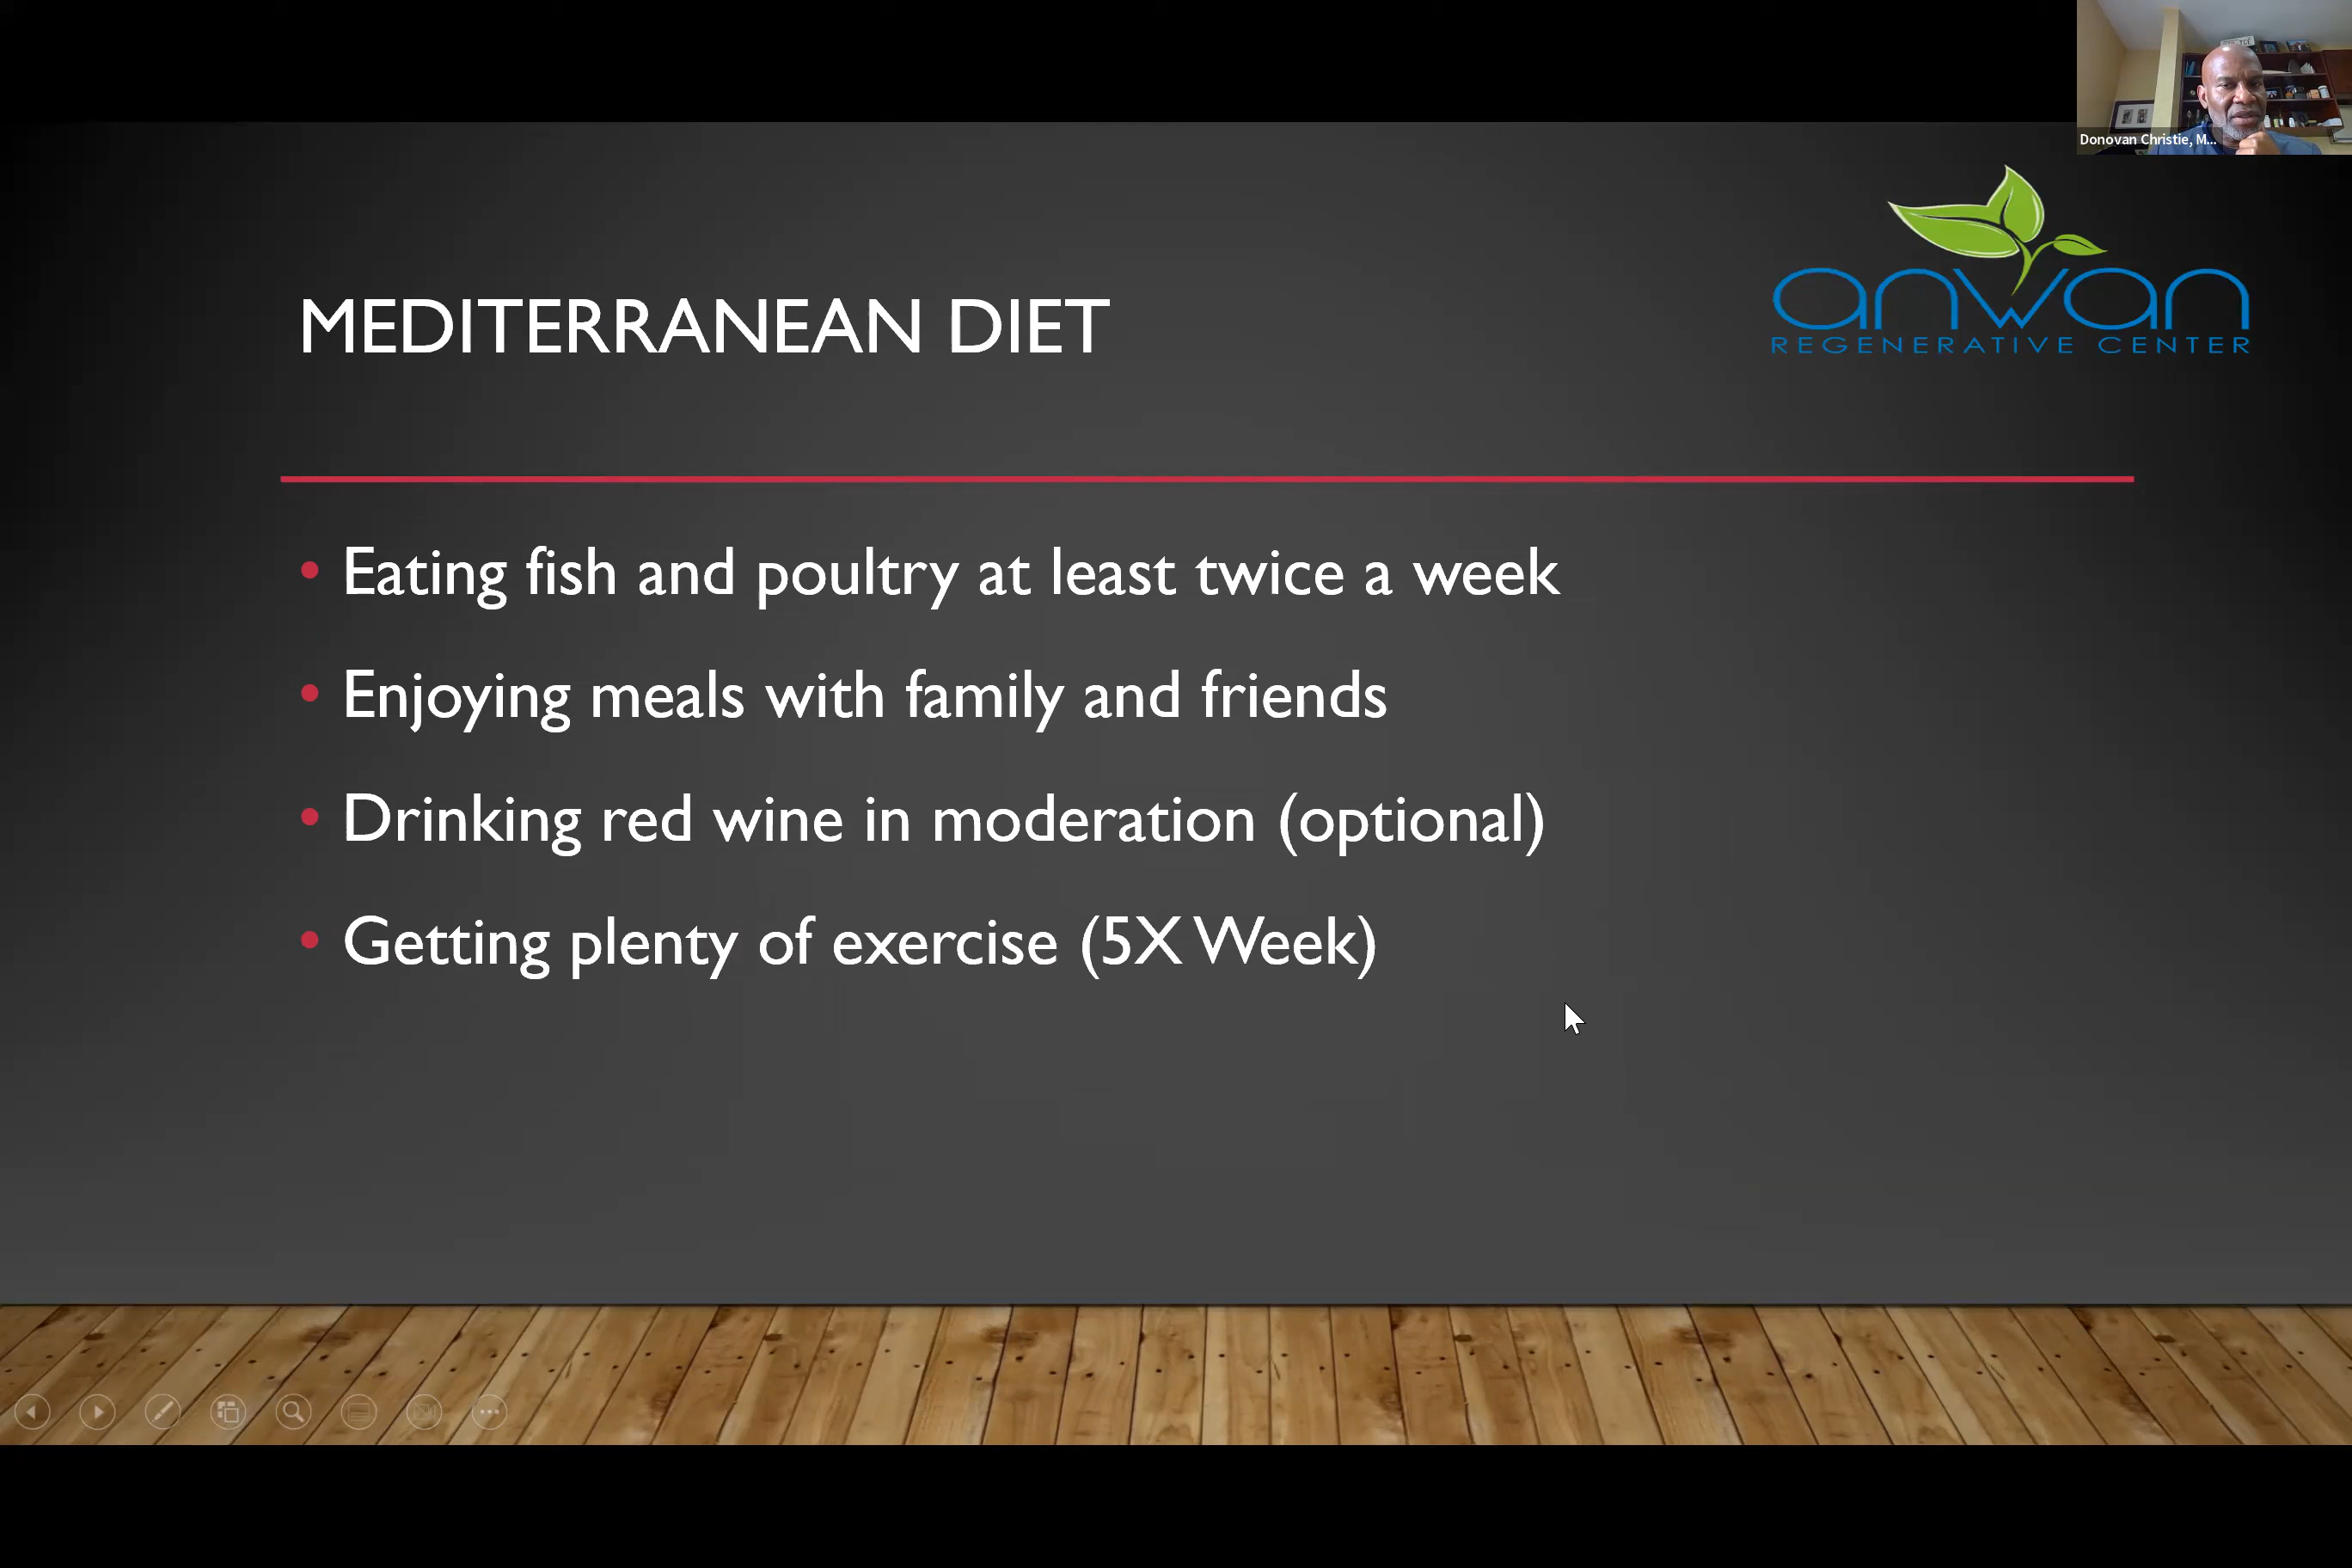 Donovan Christie, M...
anwan
REGENERATIVE CENTER
MEDITERRANEAN DIET
• Eating fish and poultry at least twice a week
• Enjoying meals with family and friends
• Drinking red wine in moderation (optional)
• Getting plenty of exercise (5X Week)